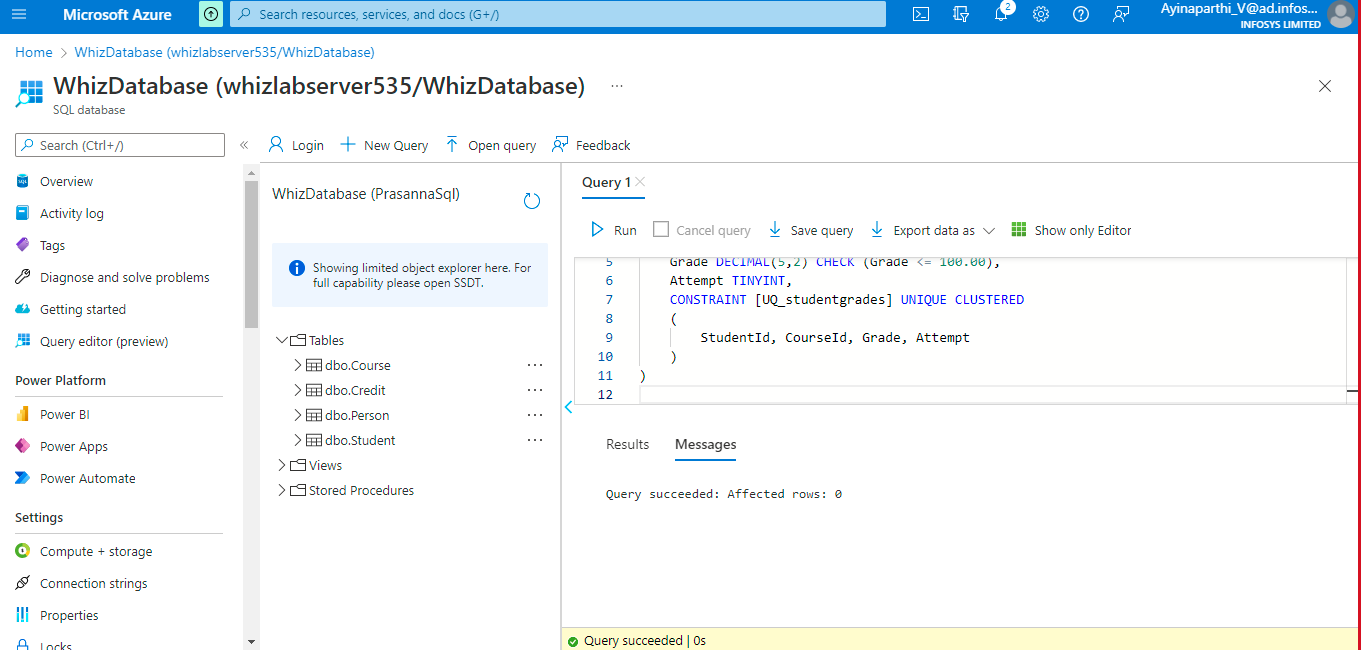 Microsoft Azure
Search resources, services, and docs (G+/)
2
Ayinaparthi_V@ad.infos...
INFOSYS LIMITED
Home > WhizDatabase (whizlabserver535/WhizDatabase)
WhizDatabase (whizlabserver535/WhizDatabase) ...
SQL database
Search (Ctrl+/)
«
Overview
Activity log
Tags
Diagnose and solve problems
Getting started
Query editor (preview)
Power Platform
Power BI
Power Apps
Power Automate
Settings
Compute + storage
Connection strings
Properties
Locks
Login
New Query
Open query
Feedback
WhizDatabase (PrasannaSql)
Showing limited object explorer here. For
full capability please open SSDT.
Tables
dbo.Course ...
dbo.Credit ...
dbo.Person ...
dbo.Student ...
Views
Stored Procedures
Query 1
Run
Cancel query
Save query
Export data as
Show only Editor
5 Grade DECIMAL(5,2) CHECK (Grade <= 100.00),
6 Attempt TINYINT,
7 CONSTRAINT [UQ_studentgrades] UNIQUE CLUSTERED
8 (
9 StudentId, CourseId, Grade, Attempt
10 )
11 )
12
Results
Messages
Query succeeded: Affected rows: 0
Query succeeded | 0s